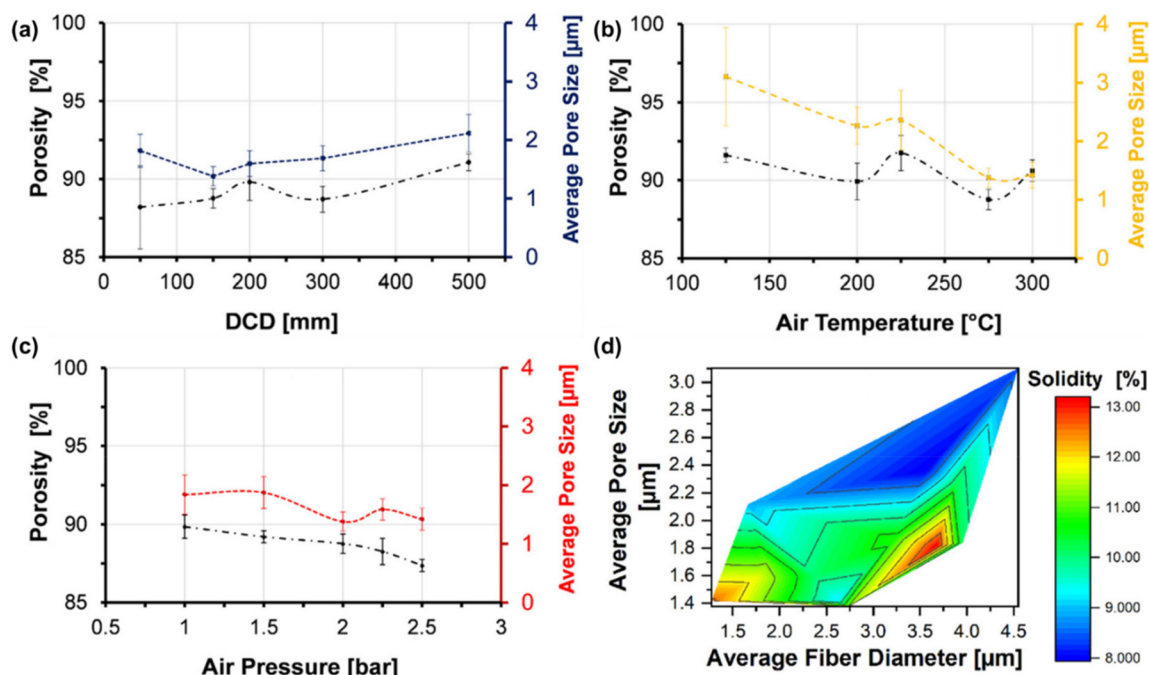 (a)
100
95
90
85
Porosity [%]
4
3
2
1
0
Average Pore Size [µm]
0 100 200 300 400 500
DCD [mm]
(b)
100
95
90
85
Porosity [%]
4
3
2
1
0
Average Pore Size [µm]
100 150 200 250 300
Air Temperature [°C]
(c)
100
95
90
85
Porosity [%]
4
3
2
1
0
Average Pore Size [µm]
0.5 1 1.5 2 2.5 3
Air Pressure [bar]
(d)
3.0
2.8
2.6
2.4
2.2
2.0
1.8
1.6
1.4
Average Pore Size
[µm]
1.5 2.0 2.5 3.0 3.5 4.0 4.5
Average Fiber Diameter [µm]
Solidity [%]
13.00
12.00
11.00
10.00
9.000
8.000